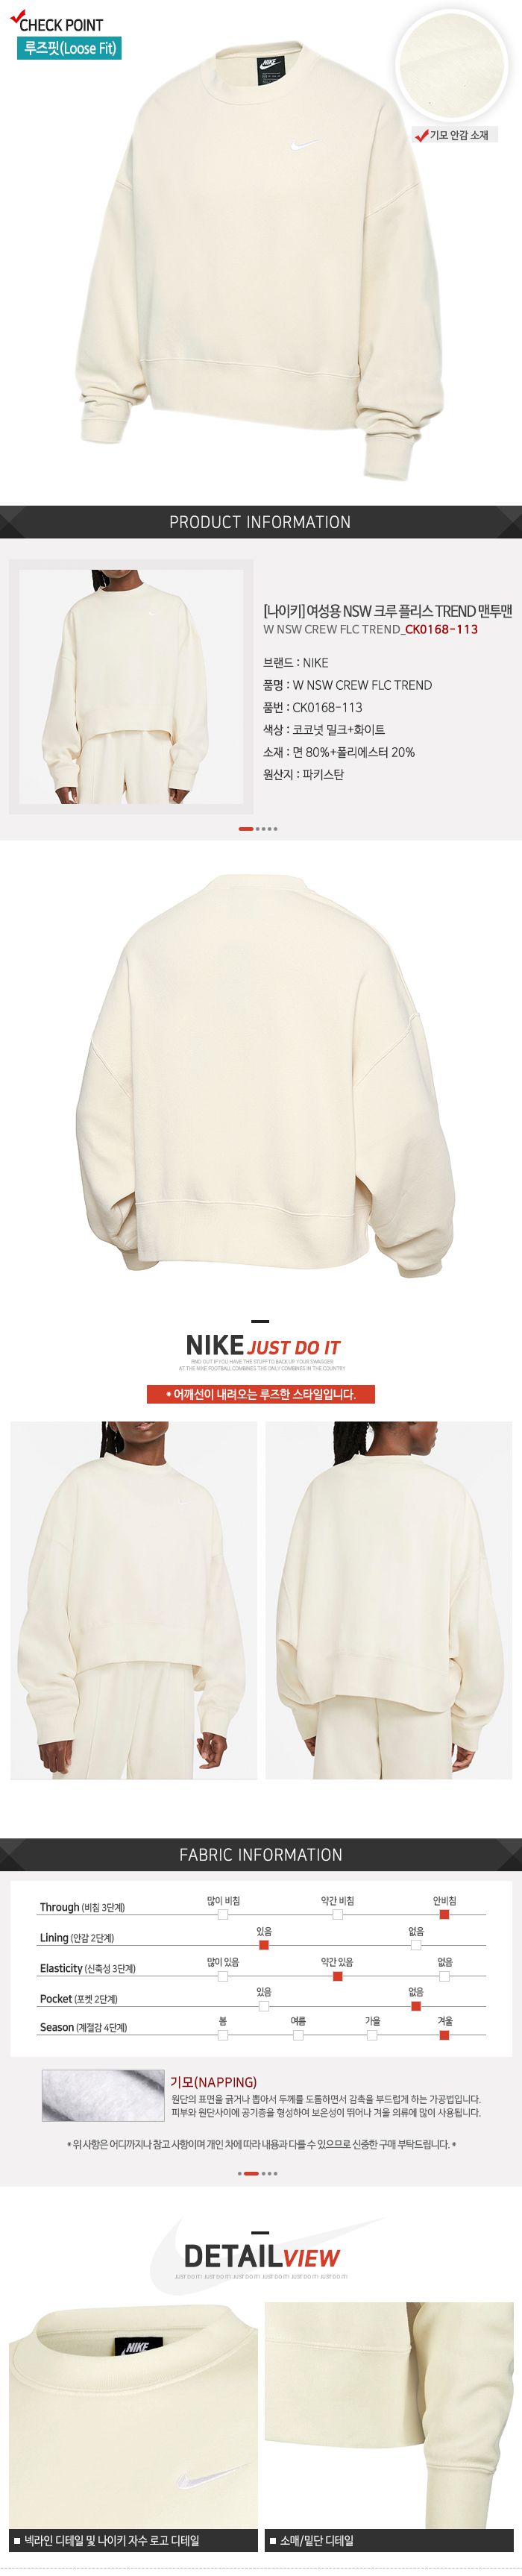 CHECK POINT
루즈핏(Loose Fit)
NIKE
기모 안감 소재
PRODUCT INFORMATION
[나이키] 여성용 NSW 크루 플리스 TREND 맨투맨
W NSW CREW FLC TREND_CK0168-113
브랜드 : NIKE
품명 : W NSW CREW FLC TREND
품번 : CK0168-113
색상 : 코코넛 밀크+화이트
소재 : 면 80%+폴리에스터 20%
원산지 : 파키스탄
NIKE JUST DO IT
FIND OUT IF YOU HAVE THE STUFF TO BACK UP YOUR SWAGGER
AT THE NIKE FOOTBALL COMBINES THE ONLY COMBINES IN THE COUNTRY
* 어깨선이 내려오는 루즈한 스타일입니다.
FABRIC INFORMATION
Through (비침 3단계) 많이 비침 약간 비침 안비침
Lining (안감 2단계) 있음 없음
Elasticity (신축성 3단계) 많이 있음 약간 있음 없음
Pocket (포켓 2단계) 있음 없음
Season (계절감 4단계) 봄 여름 가을 겨울
기모(NAPPING)
원단의 표면을 긁거나 뽑아서 두께를 도톰하면서 감촉을 부드럽게 하는 가공법입니다.
피부와 원단사이에 공기층을 형성하여 보온성이 뛰어나 겨울 의류에 많이 사용됩니다.
* 위 사항은 어디까지나 참고 사항이며 개인 차에 따라 내용과 다를 수 있으므로 신중한 구매 부탁드립니다. *
DETAIL VIEW
JUST DO IT! JUST DO IT! JUST DO IT! JUST DO IT! JUST DO IT! JUST DO IT!
NIKE
넥라인 디테일 및 나이키 자수 로고 디테일
소매/밑단 디테일